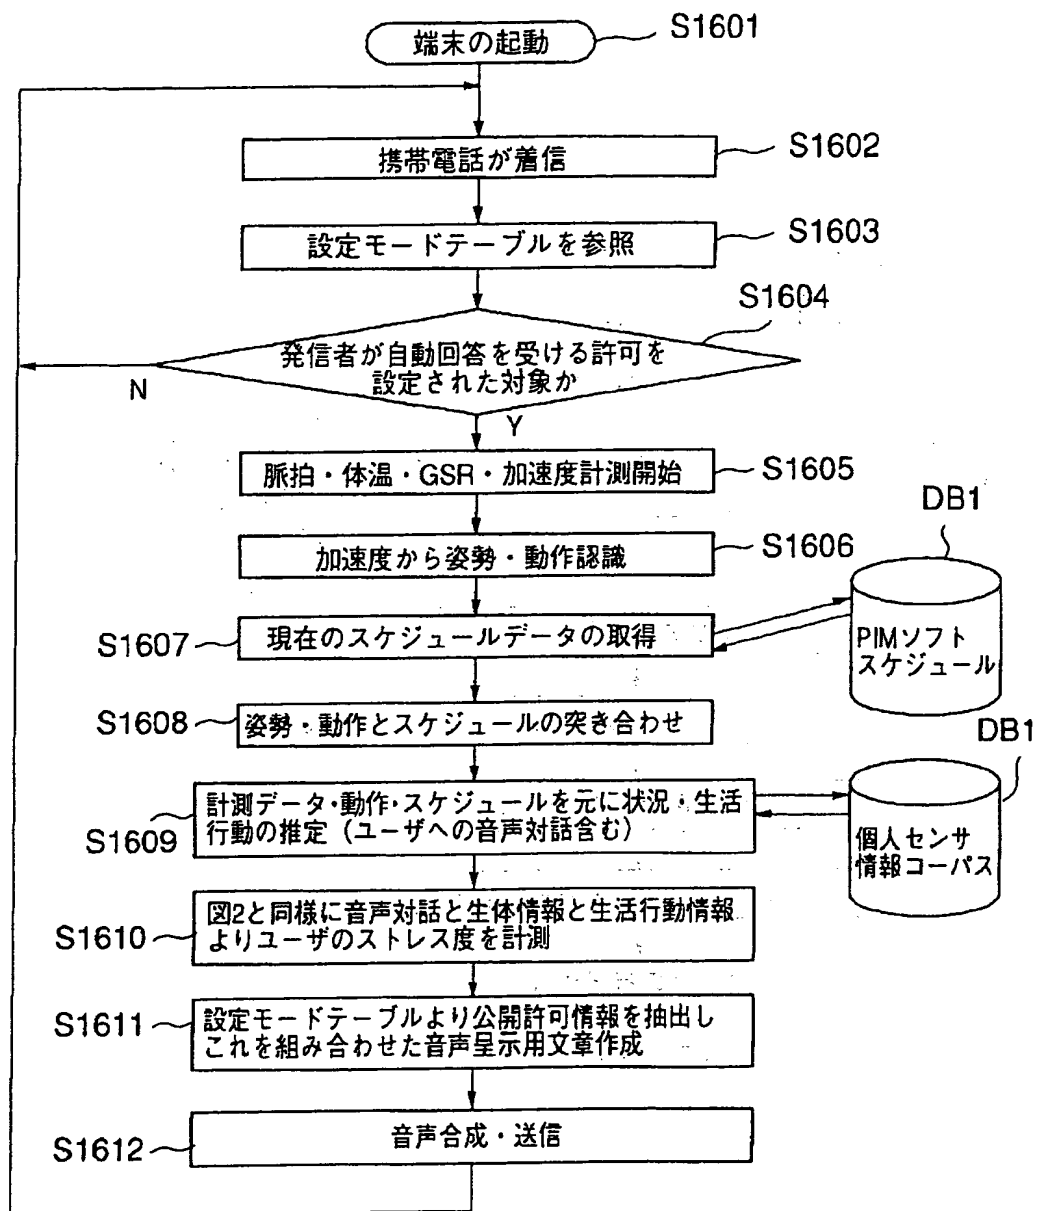 端末の起動
S1601
携帯電話が着信
S1602
設定モードテーブルを参照
S1603
S1604
発信者が自動回答を受ける許可を
設定された対象か
N
Y
脈拍・体温・GSR・加速度計測開始
S1605
加速度から姿勢・動作認識
S1606
DB1
S1607
現在のスケジュールデータの取得
PIMソフト
スケジュール
S1608
姿勢・動作とスケジュールの突き合わせ
DB1
計測データ・動作・スケジュールを元に状況・生活
行動の推定（ユーザへの音声対話含む）
S1609
個人センサ
情報コーパス
図2と同様に音声対話と生体情報と生活行動情報
よりユーザのストレス度を計測
S1610
設定モードテーブルより公開許可情報を抽出し
これを組み合わせた音声呈示用文章作成
S1611
音声合成・送信
S1612